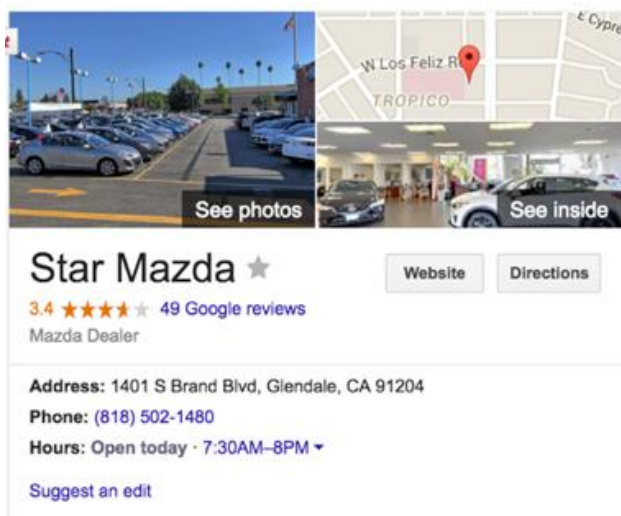 E Cypre
W Los Feliz R
TROPICO
See photos
See inside
Star Mazda
Website
Directions
3.4
49 Google reviews
Mazda Dealer
Address: 1401 S Brand Blvd, Glendale, CA 91204
Phone: (818) 502-1480
Hours: Open today · 7:30AM–8PM
Suggest an edit